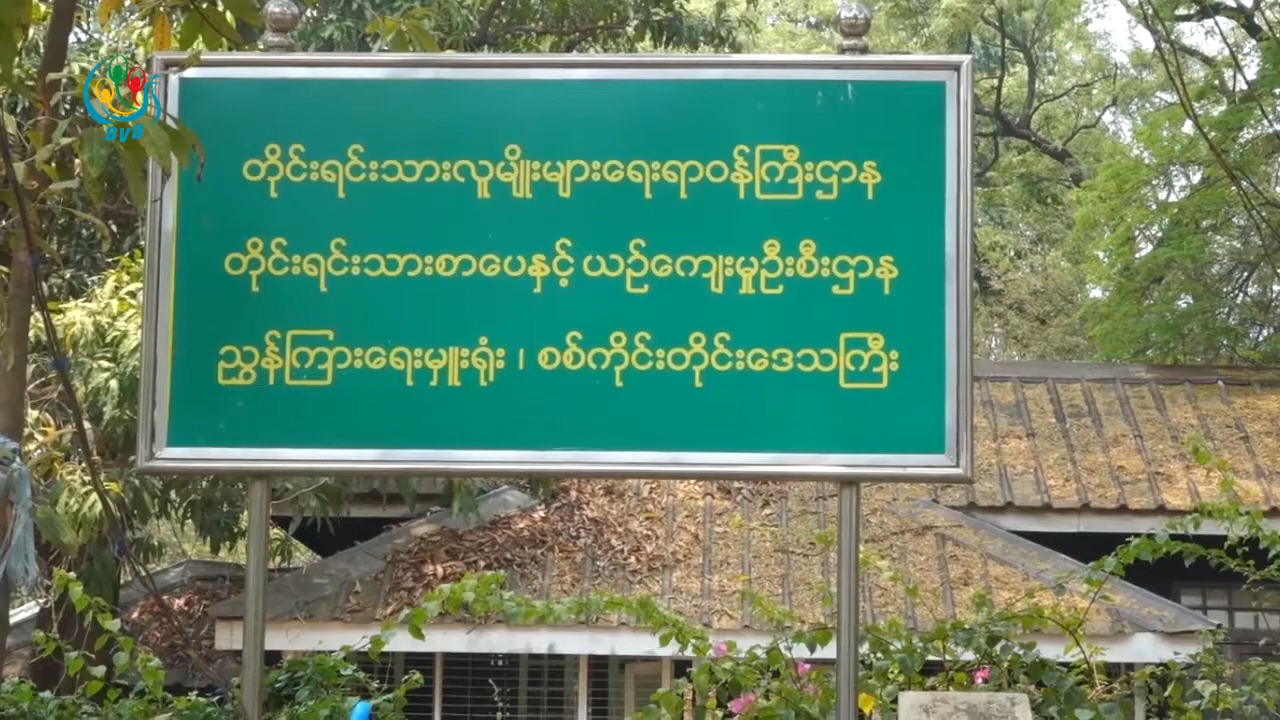 တိုင်းရင်းသားလူမျိုးများရေးရာဝန်ကြီးဌာန
တိုင်းရင်းသားစာပေနှင့် ယဉ်ကျေးမှုဦးစီးဌာန
ညွှန်ကြားရေးမှူးရုံး ၊ စစ်ကိုင်းတိုင်းဒေသကြီး